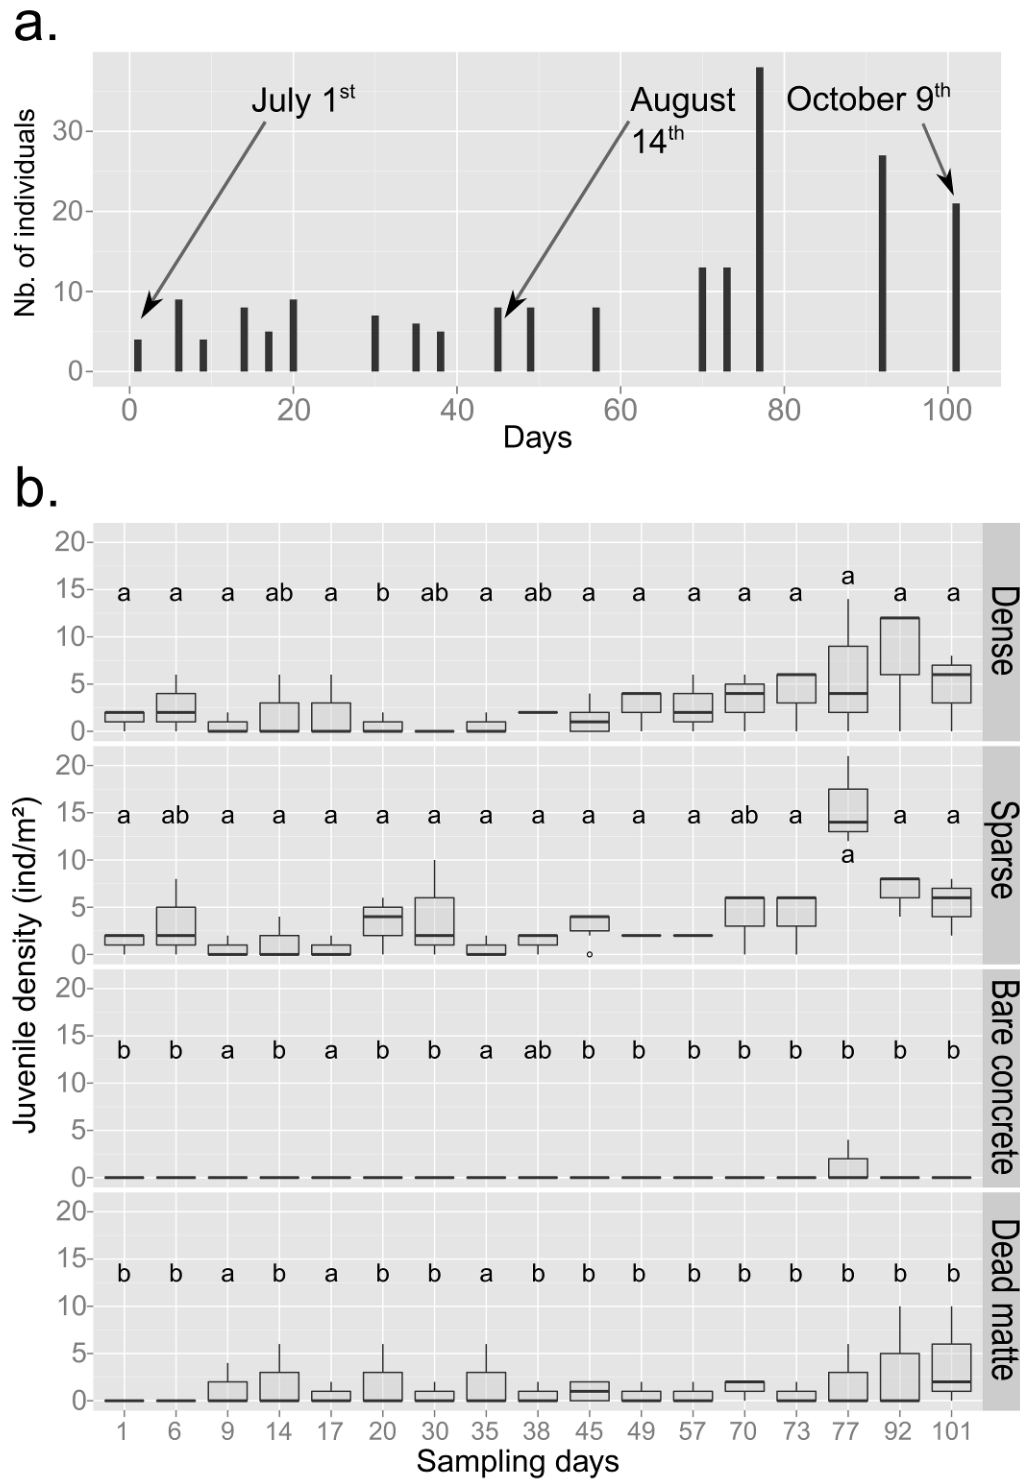 a.
July 1st
August
14th
October 9th
Nb. of individuals
30
20
10
0
0 20 40 60 80 100
Days
b.
Juvenile density (ind/m²)
20
15
10
5
0
a a a ab a b ab a ab a a a a a a a a
Dense
20
15
10
5
0
a ab a a a a a a a a a a ab a a a a
Sparse
20
15
10
5
0
b b a b a b b a ab b b b b b b b b
Bare concrete
20
15
10
5
0
b b a b a b b a b b b b b b b b b
Dead matte
1 6 9 14 17 20 30 35 38 45 49 57 70 73 77 92 101
Sampling days